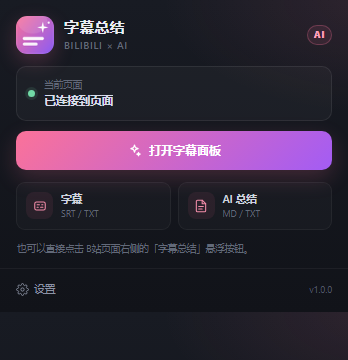 字幕总结
BILIBILI × AI
AI
当前页面
已连接到页面
打开字幕面板
字幕
SRT / TXT
AI 总结
MD / TXT
也可以直接点击 B站页面右侧的「字幕总结」悬浮按钮。
设置
v1.0.0